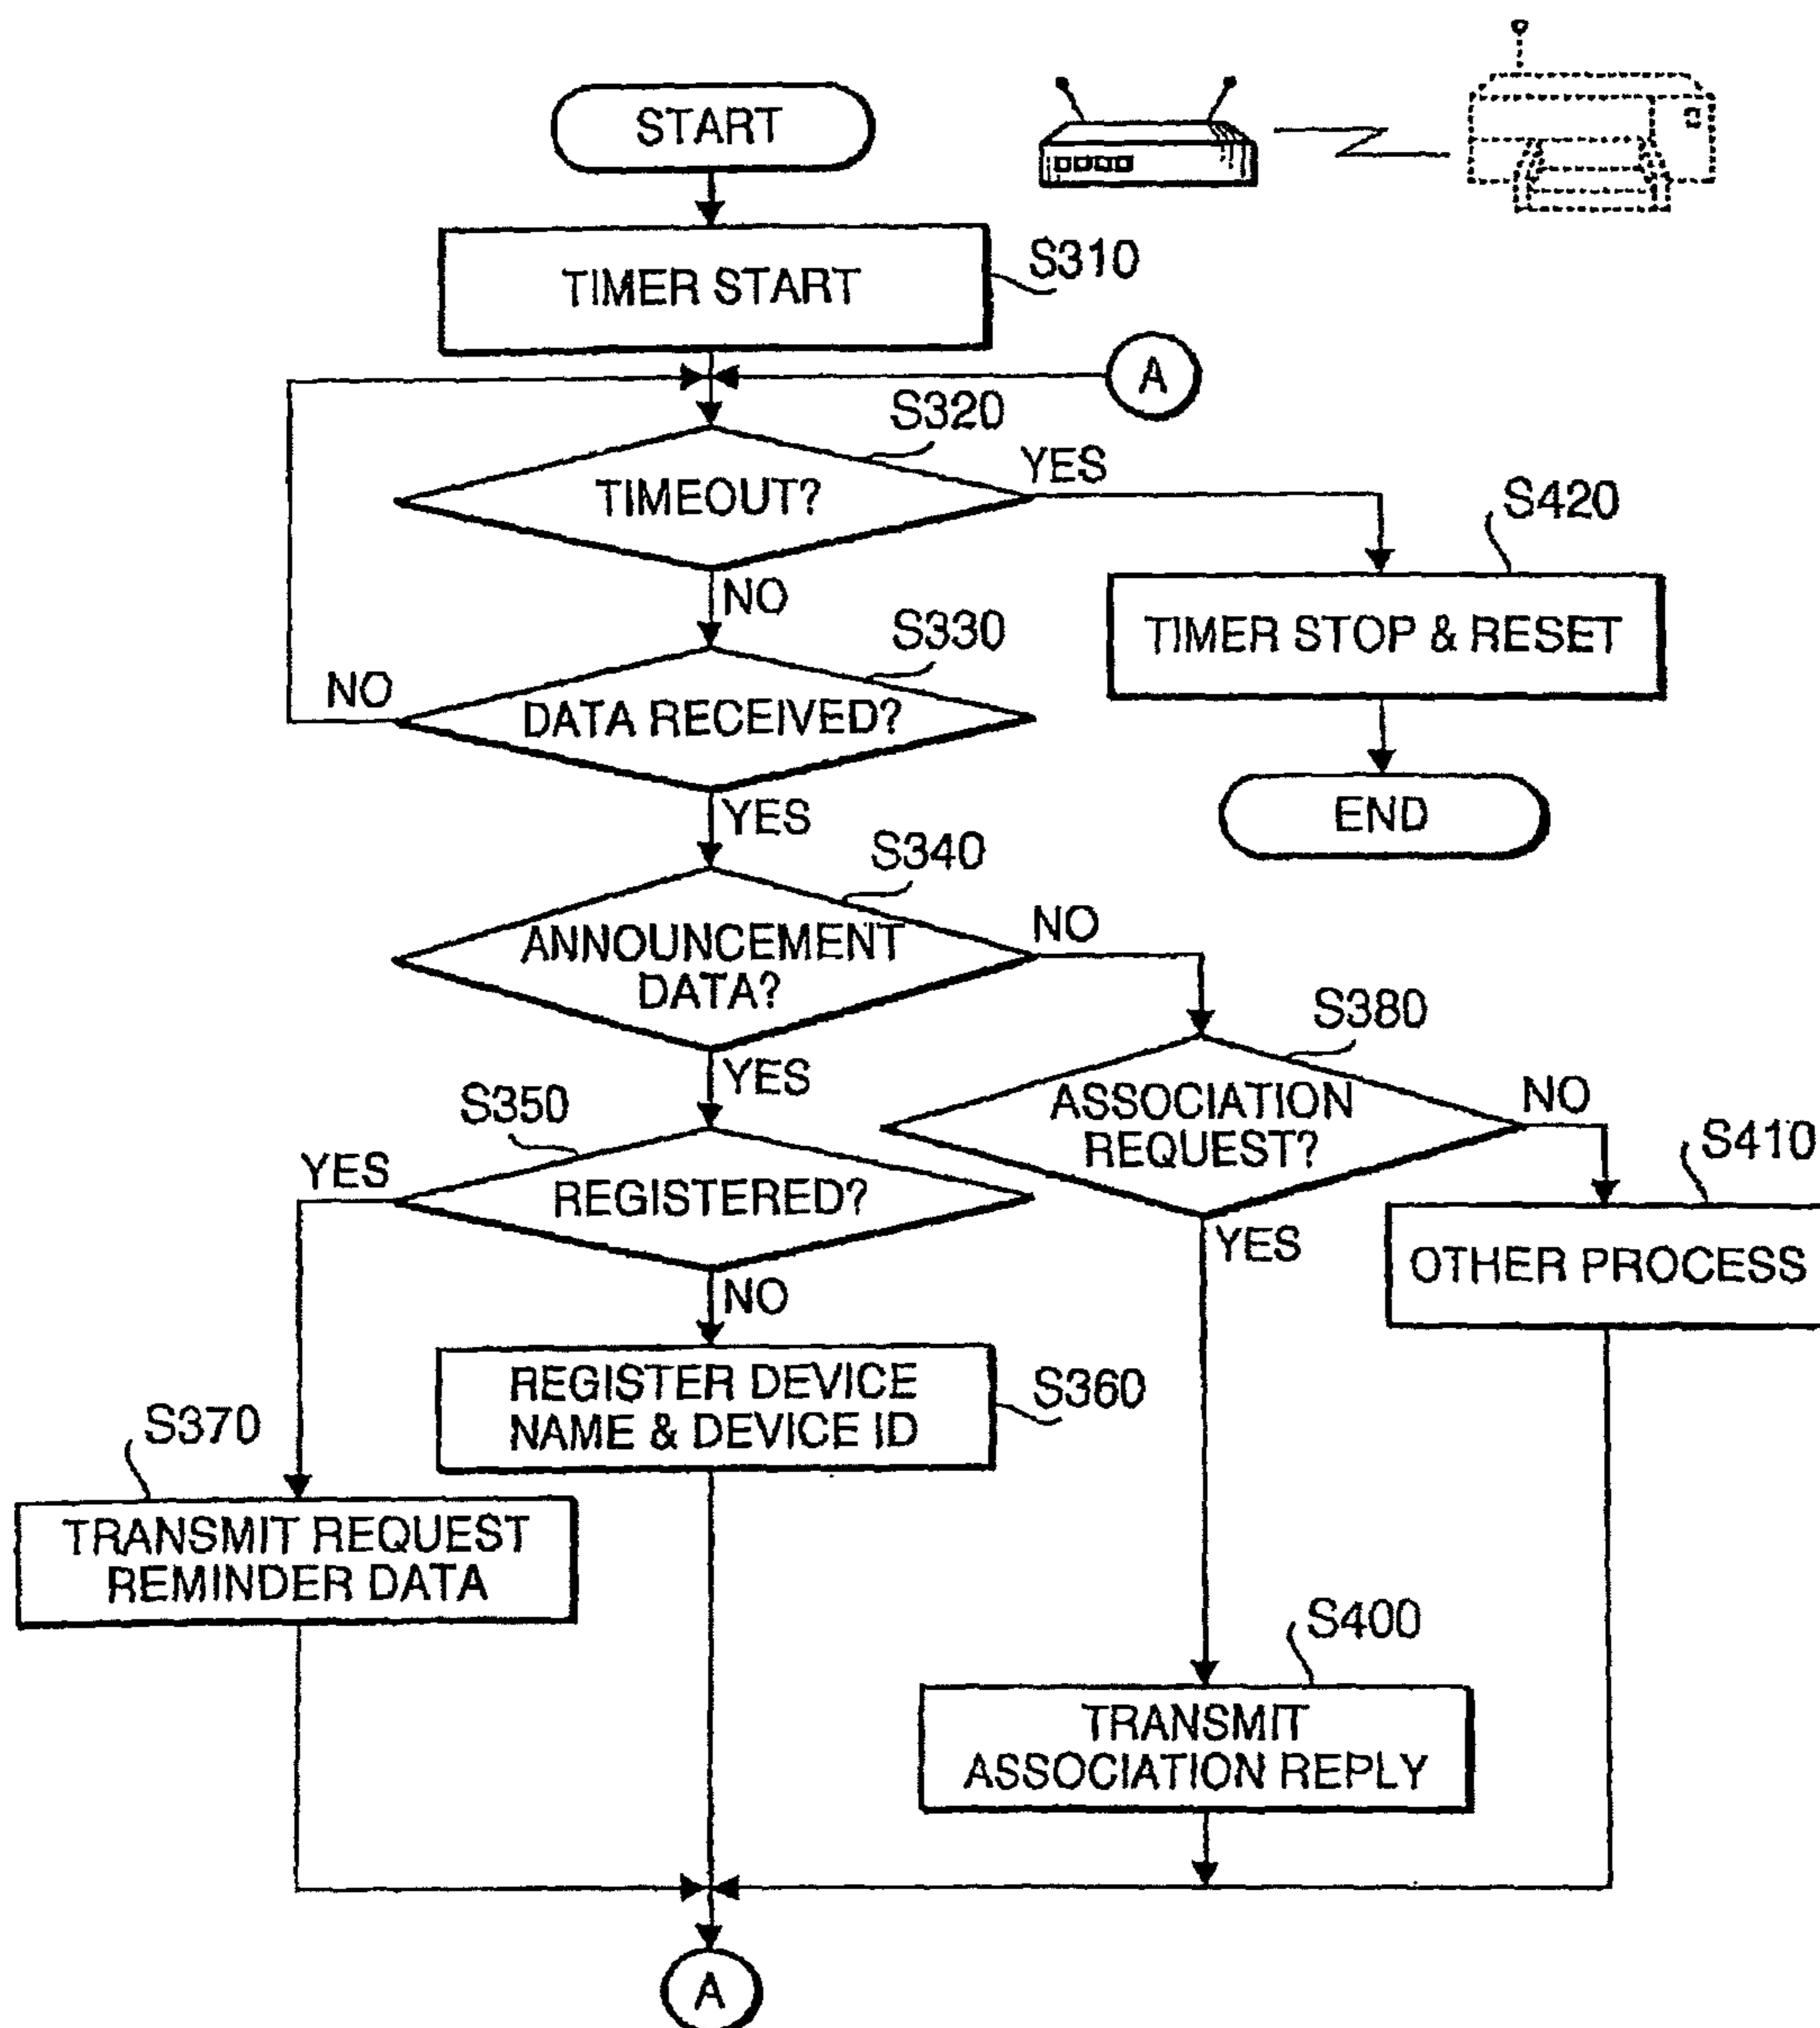 START
TIMER START
S310
A
S320
TIMEOUT?
YES
S420
TIMER STOP & RESET
NO
S330
DATA RECEIVED?
NO
END
YES
S340
ANNOUNCEMENT
DATA?
NO
S380
ASSOCIATION
REQUEST?
NO
S410
OTHER PROCESS
YES
S350
REGISTERED?
YES
YES
NO
REGISTER DEVICE
NAME & DEVICE ID
S360
S370
TRANSMIT REQUEST
REMINDER DATA
S400
TRANSMIT
ASSOCIATION REPLY
A